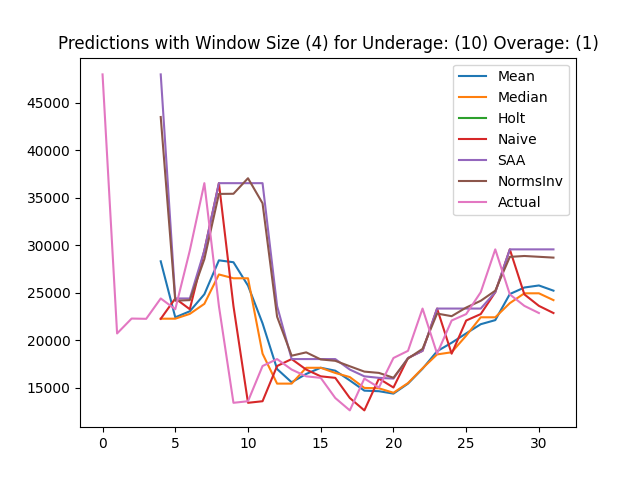 Predictions with Window Size (4) for Underage: (10) Overage: (1)
Mean
Median
Holt
Naive
SAA
NormsInv
Actual
45000
40000
35000
30000
25000
20000
15000
0 5 10 15 20 25 30